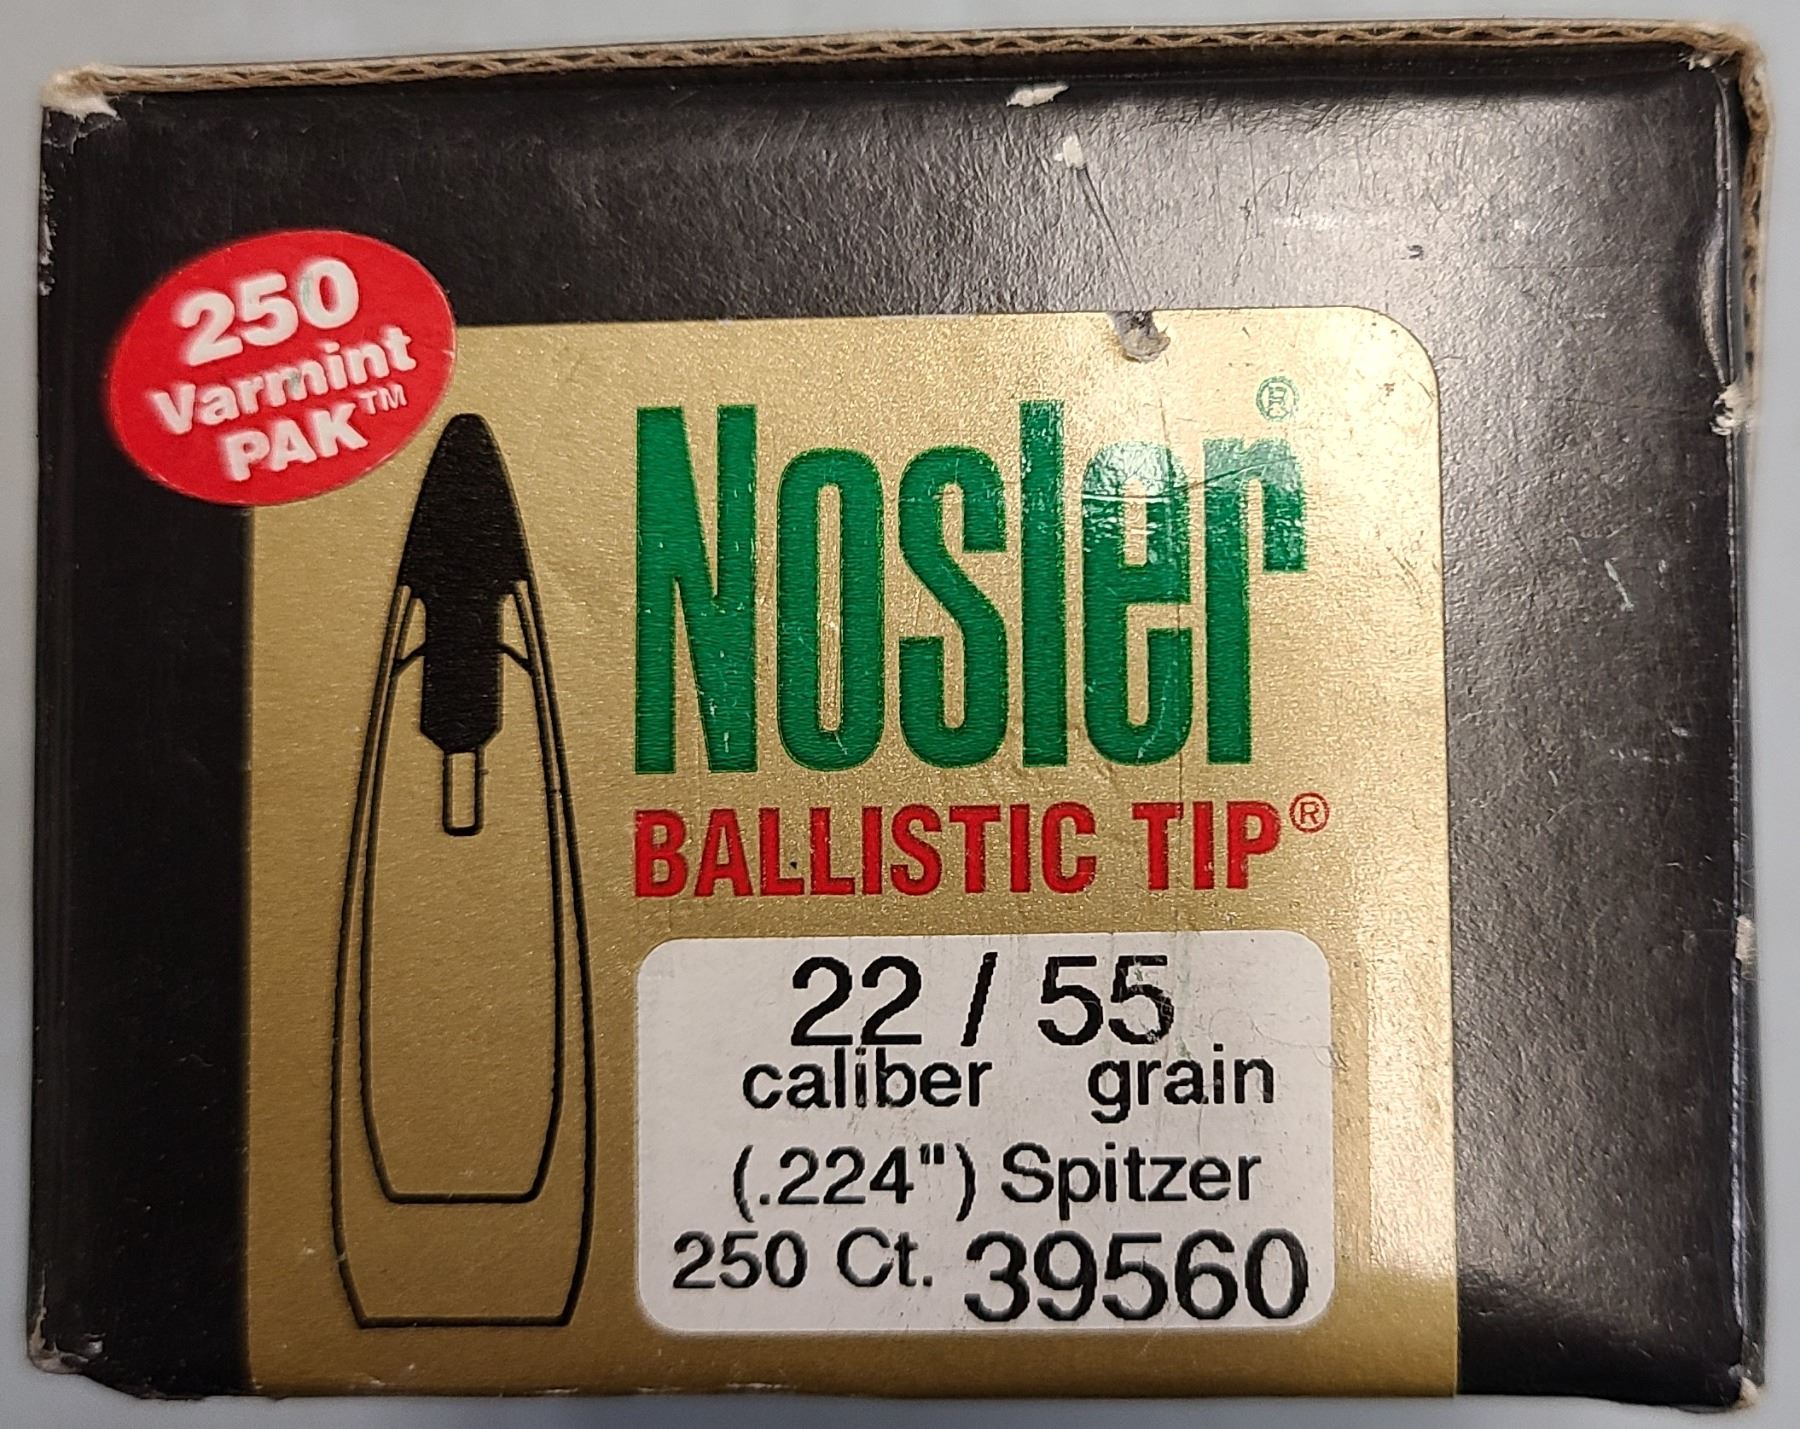 250
Varmint
PAK™
Nosler®
BALLISTIC TIP®
22 / 55
caliber grain
(.224") Spitzer
250 Ct. 39560